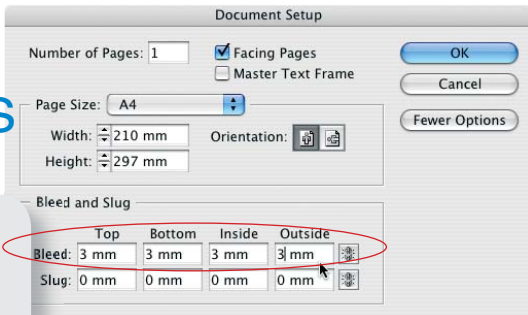 Document Setup
Number of Pages: 1 Facing Pages OK
Master Text Frame Cancel
s
Page Size: A4 Fewer Options
Width: 210 mm Orientation:
Height: 297 mm
Bleed and Slug
Top Bottom Inside Outside
Bleed: 3 mm 3 mm 3 mm 3 mm
Slug: 0 mm 0 mm 0 mm 0 mm